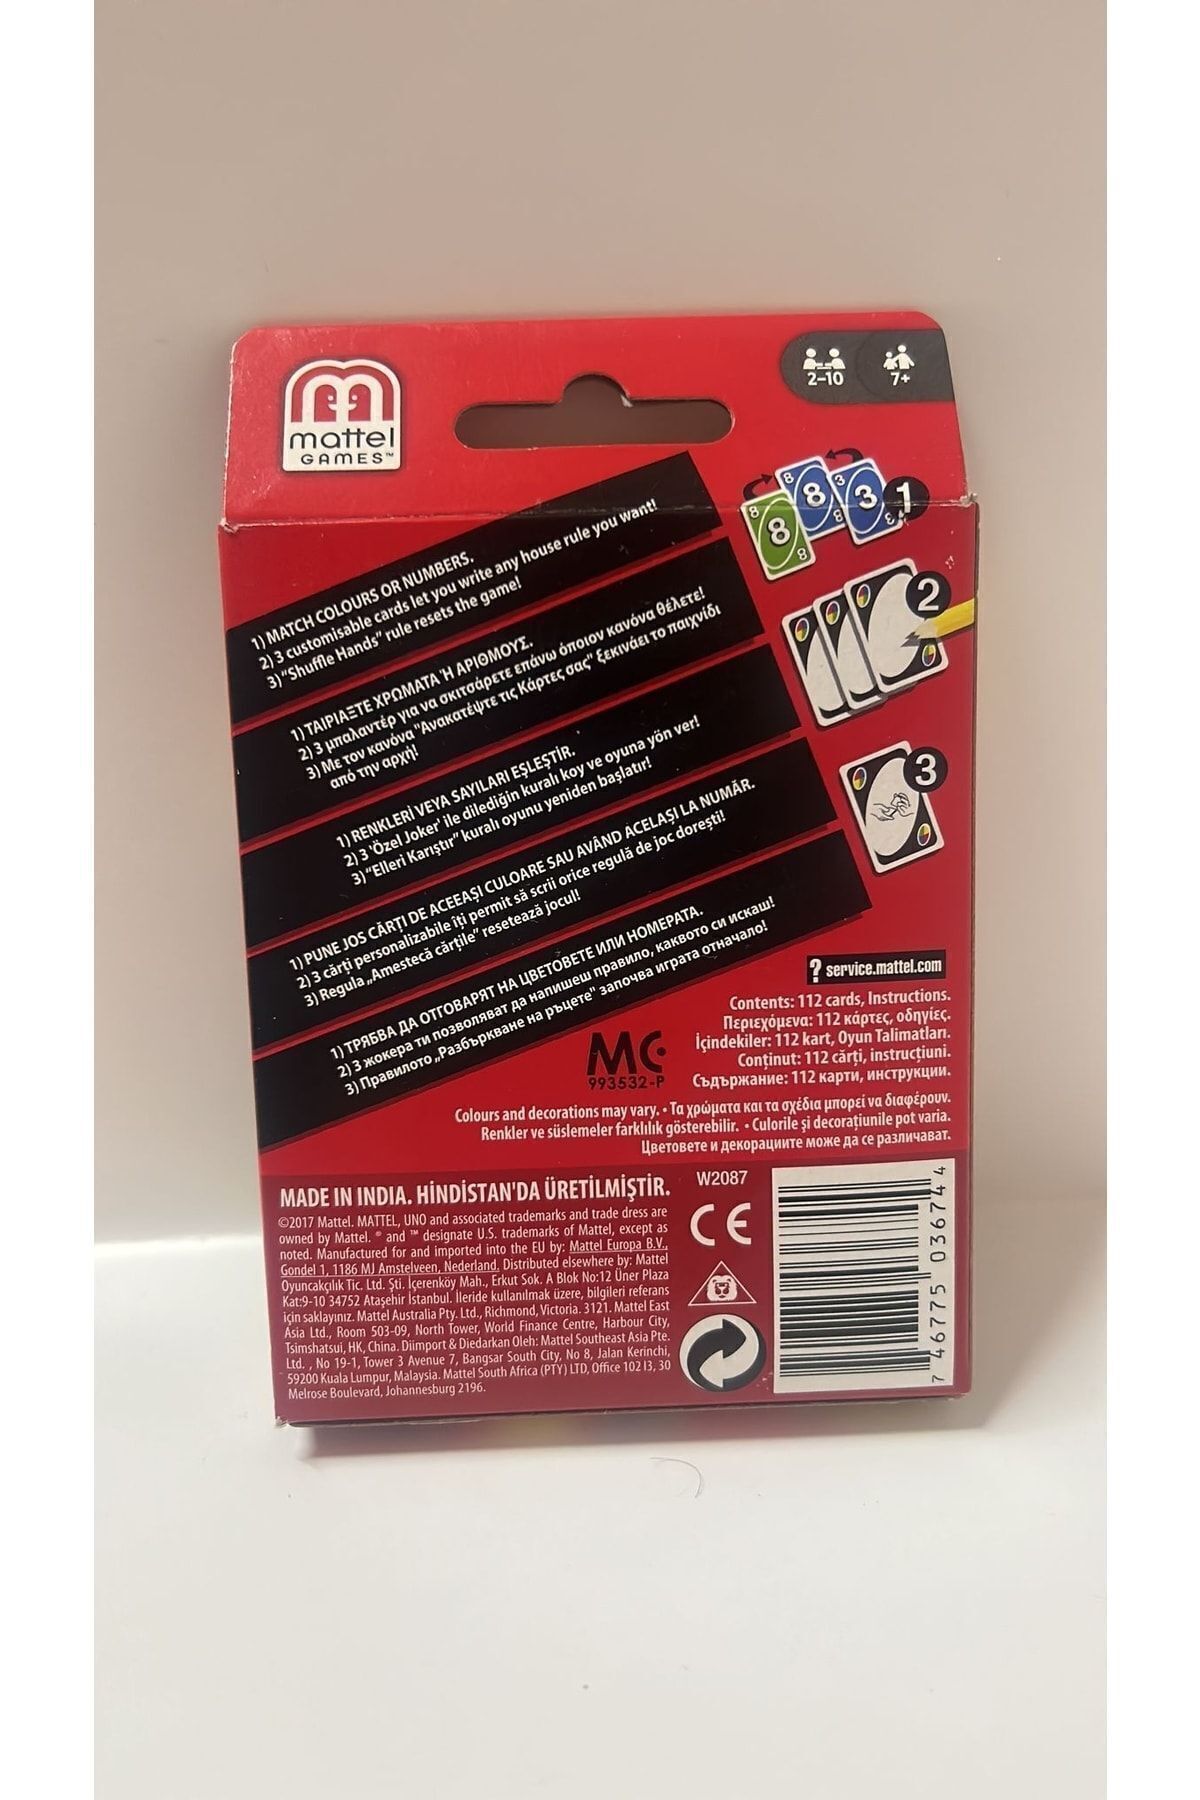 mattel
GAMES™
2–10
7+
8
8
8
8
8
8
3
3
3
1
2
3
1) MATCH COLOURS OR NUMBERS.
2) 3 customisable cards let you write any house rule you want!
3) "Shuffle Hands" rule resets the game!
1) ΤΑΙΡΙΑΞΤΕ ΧΡΩΜΑΤΑ Ή ΑΡΙΘΜΟΥΣ.
2) 3 μπαλαντέρ για να σκιτσάρετε επάνω όποιον κανόνα θέλετε!
3) Με τον κανόνα "Ανακατέψτε τις Κάρτες σας" ξεκινάει το παιχνίδι
από την αρχή!
1) RENKLERİ VEYA SAYILARI EŞLEŞTİR.
2) 3 'Özel Joker' ile dilediğin kuralı koy ve oyuna yön ver!
3) "Elleri Karıştır" kuralı oyunu yeniden başlatır!
1) PUNE JOS CĂRȚI DE ACEEAȘI CULOARE SAU AVÂND ACELAȘI LA NUMĂR.
2) 3 cărți personalizabile îți permit să scrii orice regulă de joc dorești!
3) Regula „Amestecă cărțile" resetează jocul!
1) ТРЯБВА ДА ОТГОВАРЯТ НА ЦВЕТОВЕТЕ ИЛИ НОМЕРАТА.
2) 3 жокера ти позволяват да напишеш правило, каквото си искаш!
3) Правилото „Разбъркване на ръцете" започва играта отначало!
? service.mattel.com
Contents: 112 cards, Instructions.
Περιεχόμενα: 112 κάρτες, οδηγίες.
İçindekiler: 112 kart, Oyun Talimatları.
Conținut: 112 cărți, instrucțiuni.
Съдържание: 112 карти, инструкции.
MC
993532-P
Colours and decorations may vary. • Τα χρώματα και τα σχέδια μπορεί να διαφέρουν.
Renkler ve süslemeler farklılık gösterebilir. • Culorile și decorațiunile pot varia.
Цветовете и декорациите може да се различават.
MADE IN INDIA. HİNDİSTAN'DA ÜRETİLMİŞTİR.
©2017 Mattel. MATTEL, UNO and associated trademarks and trade dress are
owned by Mattel. ® and ™ designate U.S. trademarks of Mattel, except as
noted. Manufactured for and imported into the EU by: Mattel Europa B.V.,
Gondel 1, 1186 MJ Amstelveen, Nederland. Distributed elsewhere by: Mattel
Oyuncakçılık Tic. Ltd. Şti. İçerenköy Mah., Erkut Sok. A Blok No:12 Üner Plaza
Kat:9-10 34752 Ataşehir İstanbul. İleride kullanılmak üzere, bilgileri referans
için saklayınız. Mattel Australia Pty. Ltd., Richmond, Victoria. 3121. Mattel East
Asia Ltd., Room 503-09, North Tower, World Finance Centre, Harbour City,
Tsimshatsui, HK, China. Diimport & Diedarkan Oleh: Mattel Southeast Asia Pte.
Ltd. , No 19-1, Tower 3 Avenue 7, Bangsar South City, No 8, Jalan Kerinchi,
59200 Kuala Lumpur, Malaysia. Mattel South Africa (PTY) LTD, Office 102 I3, 30
Melrose Boulevard, Johannesburg 2196.
W2087
CE
7 46775 03674 4